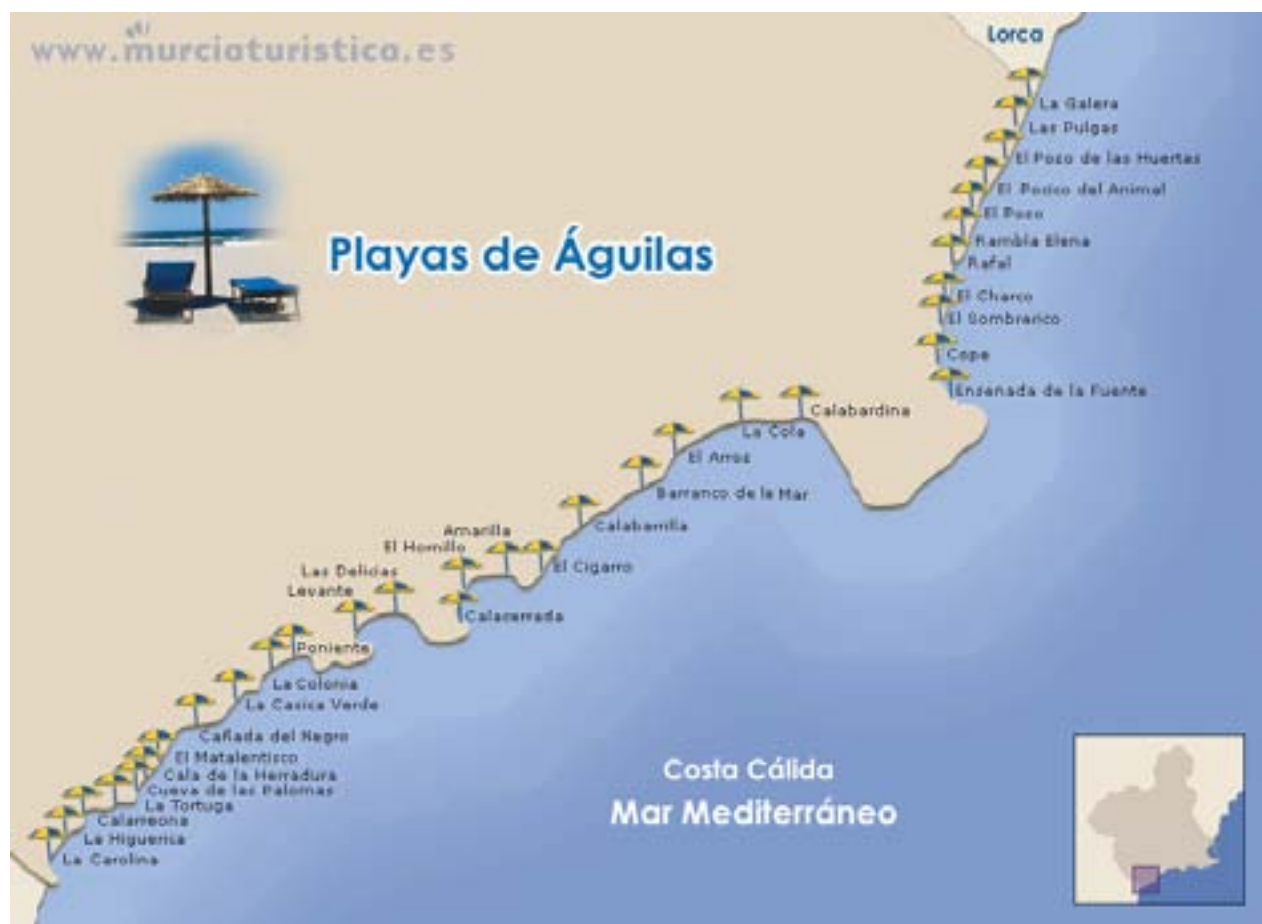 www.murciaturistica.es
Lorca
La Galera
Las Pulgas
El Pozo de las Huertas
El Pocico del Animal
El Pozo
Rambla Elena
Rafal
El Charco
El Sombrerico
Cope
Ensenada de la Fuente
Playas de Águilas
Calabardina
La Cola
El Arroz
Barranco de la Mar
Calabarrilla
Amarilla
El Hornillo
El Cigarro
Las Delicias
Levante
Calacerrada
Poniente
La Colonia
La Casica Verde
Cañada del Negro
El Matalentisco
Cala de la Herradura
Cueva de las Palomas
La Tortuga
Calarreona
La Higuerica
La Carolina
Costa Cálida
Mar Mediterráneo